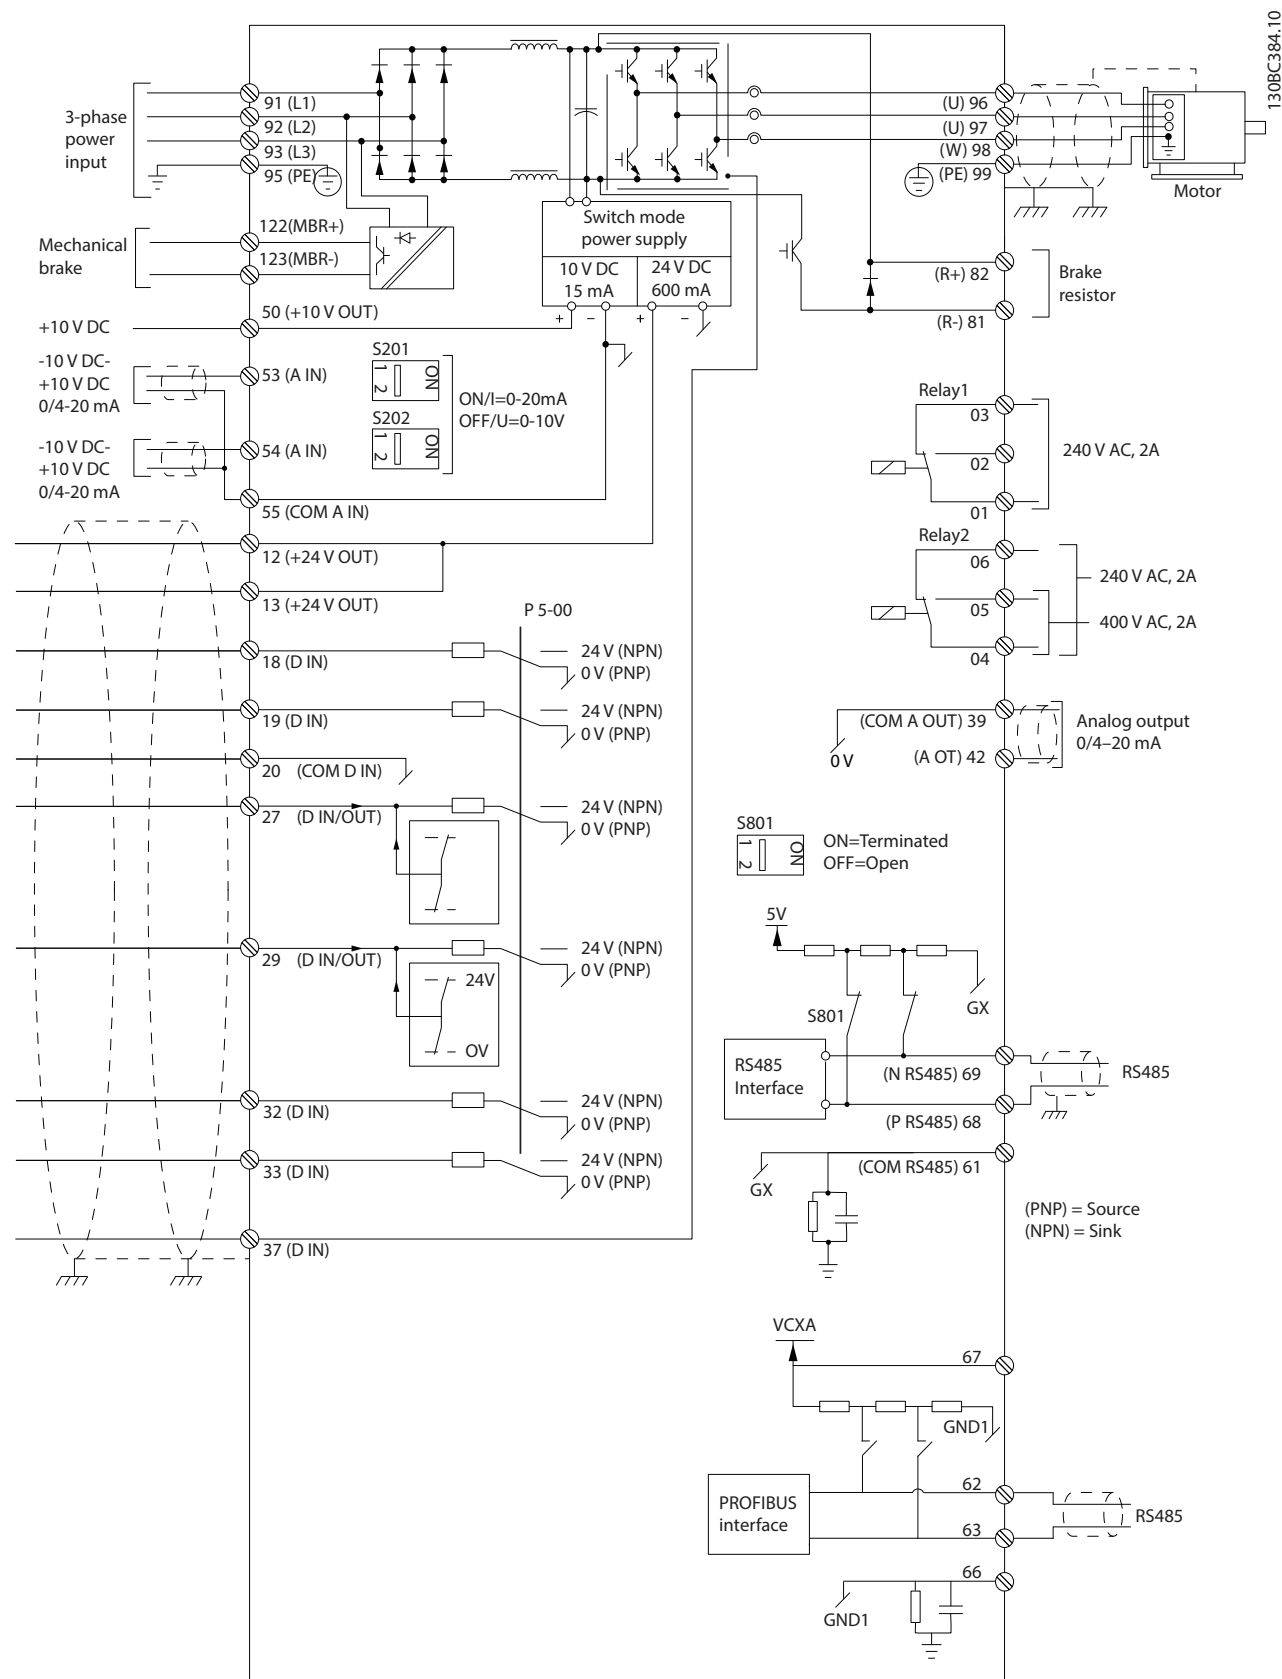 130BC384.10
3-phase
power
input
91 (L1)
92 (L2)
93 (L3)
95 (PE)
(U) 96
(U) 97
(W) 98
(PE) 99
Motor
Switch mode
power supply
10 V DC
15 mA
24 V DC
600 mA
+
−
+
−
Mechanical
brake
122(MBR+)
123(MBR-)
(R+) 82
(R-) 81
Brake
resistor
+10 V DC
50 (+10 V OUT)
-10 V DC-
+10 V DC
0/4-20 mA
53 (A IN)
S201
1 2
ON
S202
1 2
ON
ON/I=0-20mA
OFF/U=0-10V
-10 V DC-
+10 V DC
0/4-20 mA
54 (A IN)
55 (COM A IN)
Relay1
03
02
01
240 V AC, 2A
12 (+24 V OUT)
13 (+24 V OUT)
Relay2
06
05
04
240 V AC, 2A
400 V AC, 2A
P 5-00
18 (D IN)
24 V (NPN)
0 V (PNP)
19 (D IN)
24 V (NPN)
0 V (PNP)
20 (COM D IN)
27 (D IN/OUT)
24 V (NPN)
0 V (PNP)
29 (D IN/OUT)
24V
OV
24 V (NPN)
0 V (PNP)
32 (D IN)
24 V (NPN)
0 V (PNP)
33 (D IN)
24 V (NPN)
0 V (PNP)
37 (D IN)
(COM A OUT) 39
0 V
(A OT) 42
Analog output
0/4–20 mA
S801
1 2
ON
ON=Terminated
OFF=Open
5V
GX
S801
RS485
Interface
(N RS485) 69
(P RS485) 68
RS485
(COM RS485) 61
GX
(PNP) = Source
(NPN) = Sink
VCXA
67
GND1
PROFIBUS
interface
62
63
RS485
66
GND1